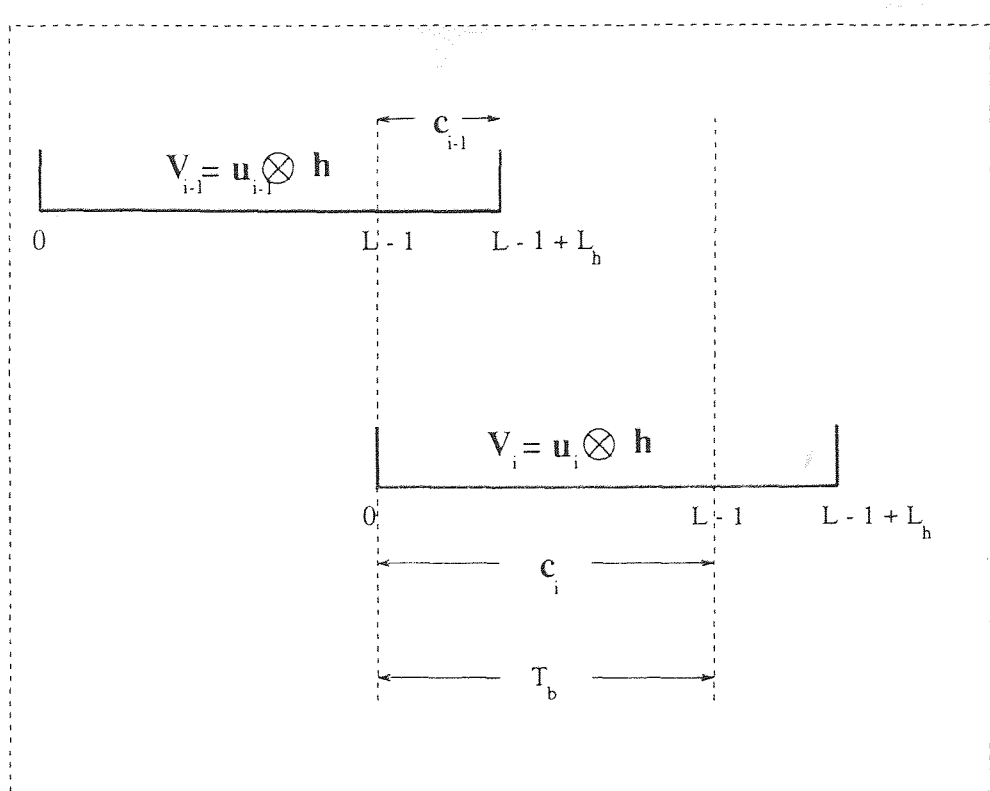 c_{i-1}
V_{i-1} = u_{i-1} ⊗ h
0 L - 1 L - 1 + L_h
V_i = u_i ⊗ h
0 L - 1 L - 1 + L_h
c_i
T_b